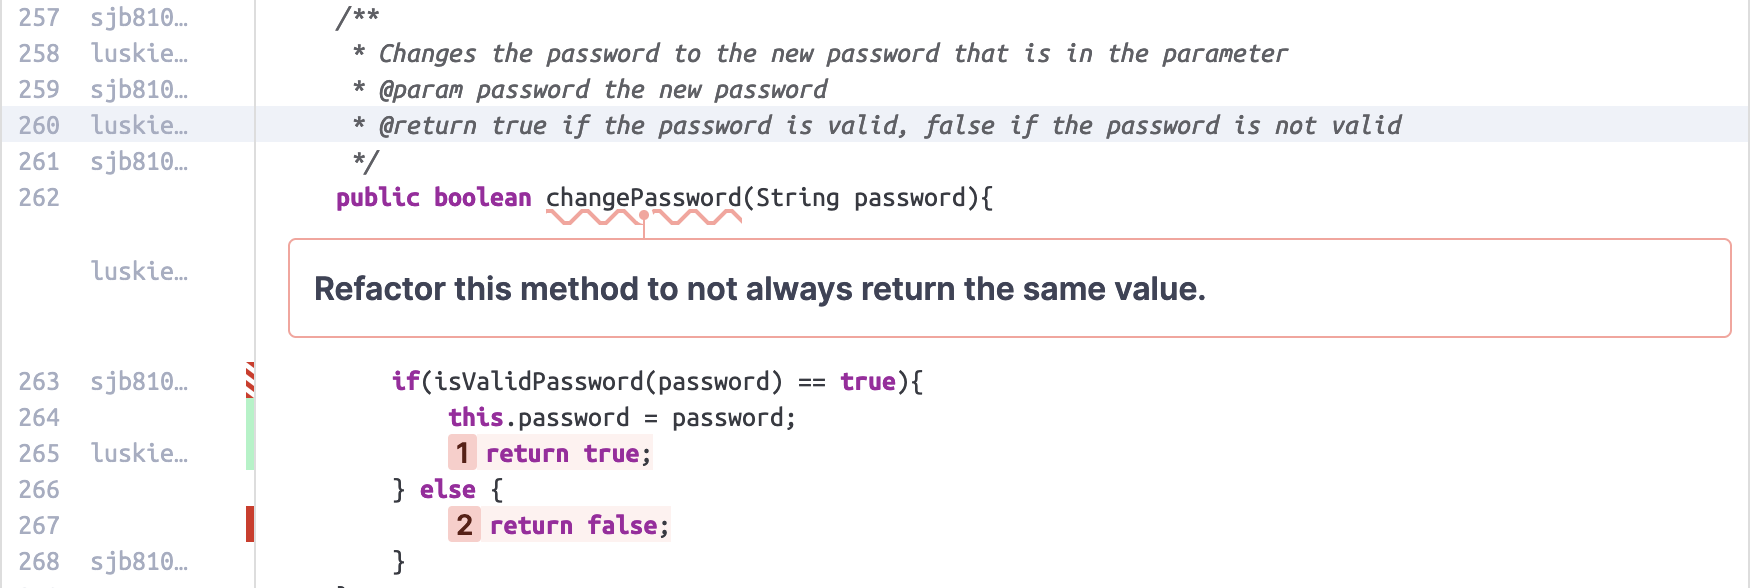 257 sjb810… /**
258 luskie… * Changes the password to the new password that is in the parameter
259 sjb810… * @param password the new password
260 luskie… * @return true if the password is valid, false if the password is not valid
261 sjb810… */
262 public boolean changePassword(String password){
luskie…
Refactor this method to not always return the same value.
263 sjb810… if(isValidPassword(password) == true){
264 this.password = password;
265 luskie… 1 return true;
266 } else {
267 2 return false;
268 sjb810… }